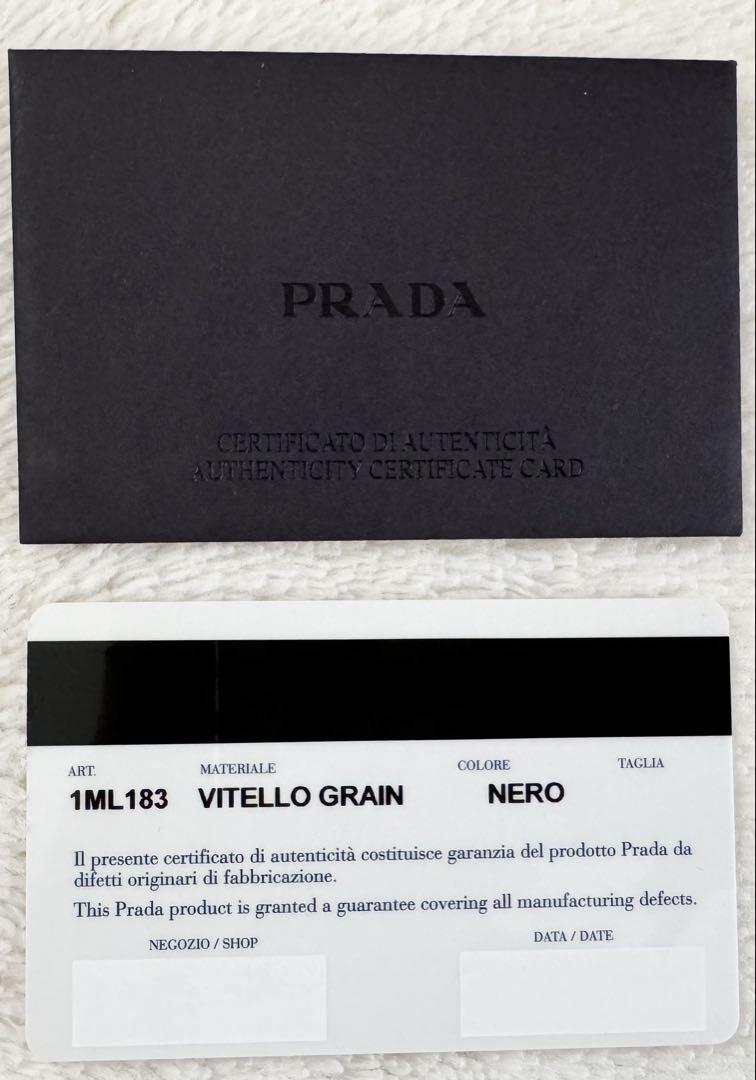 PRADA
CERTIFICATO DI AUTENTICITÀ
AUTHENTICITY CERTIFICATE CARD
ART. MATERIALE COLORE TAGLIA
1ML183 VITELLO GRAIN NERO
Il presente certificato di autenticità costituisce garanzia del prodotto Prada da
difetti originari di fabbricazione.
This Prada product is granted a guarantee covering all manufacturing defects.
NEGOZIO / SHOP DATA / DATE